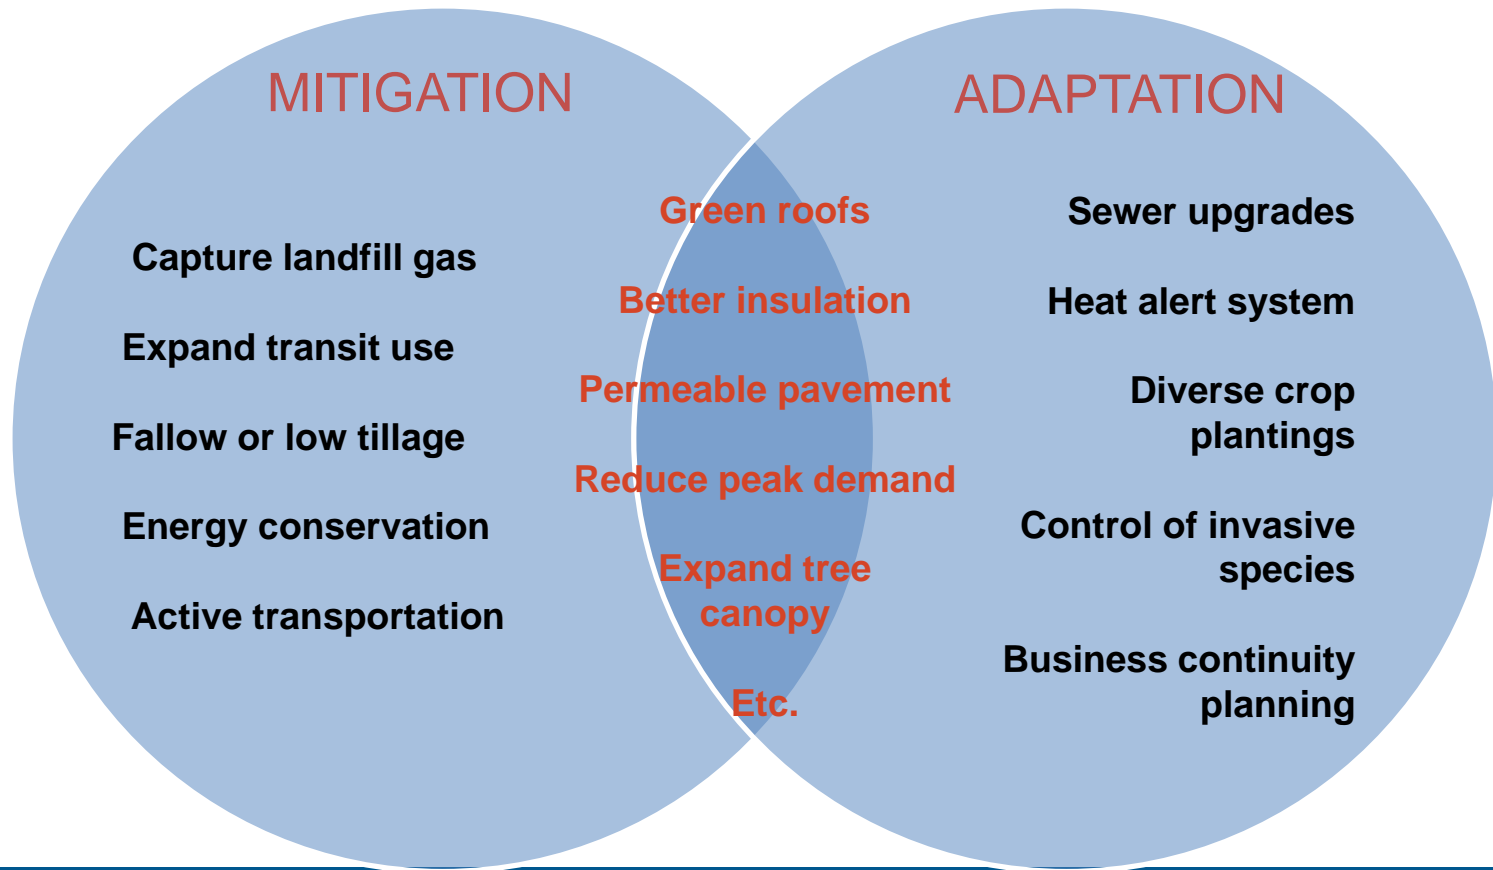 MITIGATION
ADAPTATION
Capture landfill gas
Expand transit use
Fallow or low tillage
Energy conservation
Active transportation
Green roofs
Better insulation
Permeable pavement
Reduce peak demand
Expand tree
canopy
Etc.
Sewer upgrades
Heat alert system
Diverse crop
plantings
Control of invasive
species
Business continuity
planning